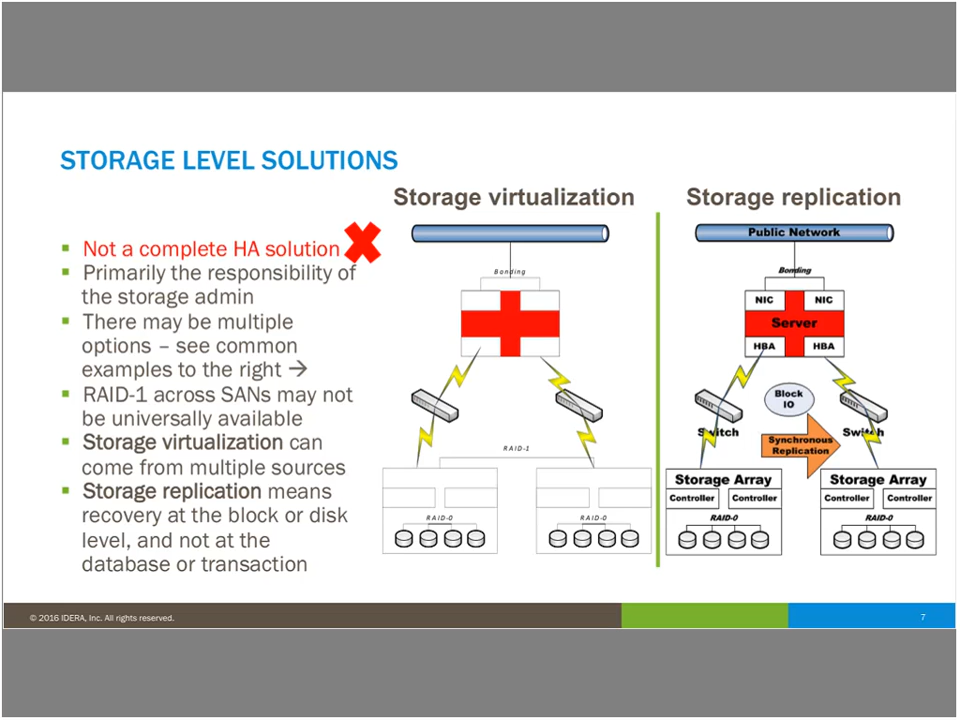 STORAGE LEVEL SOLUTIONS
Storage virtualization
Storage replication
▪ Not a complete HA solution
▪ Primarily the responsibility of
the storage admin
▪ There may be multiple
options – see common
examples to the right →
▪ RAID-1 across SANs may not
be universally available
▪ Storage virtualization can
come from multiple sources
▪ Storage replication means
recovery at the block or disk
level, and not at the
database or transaction
Bonding
RAID-1
RAID-0
RAID-0
Public Network
Bonding
NIC
NIC
Server
HBA
HBA
Block
IO
Switch
Switch
Synchronous
Replication
Storage Array
Storage Array
Controller
Controller
Controller
Controller
RAID-0
RAID-0
© 2016 IDERA, Inc. All rights reserved.
7